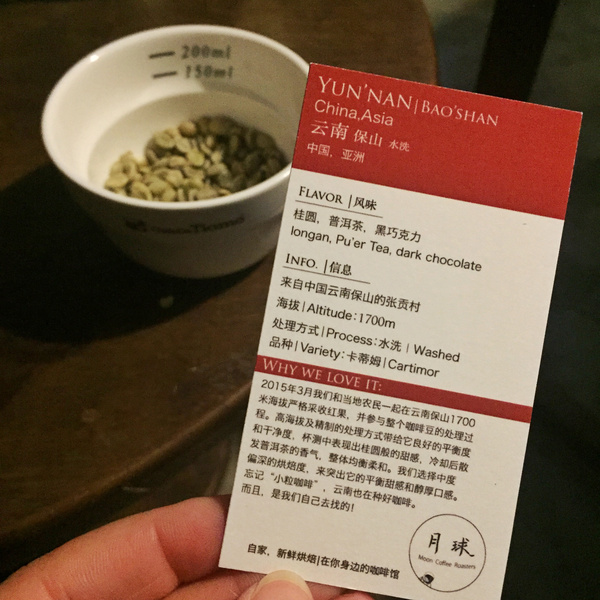 200ml
150ml
YUN'NAN|BAO'SHAN
China,Asia
云南 保山 水洗
中国，亚洲
FLAVOR |风味
桂圆，普洱茶，黑巧克力
longan, Pu'er Tea, dark chocolate
INFO. |信息
来自中国云南保山的张贡村
海拔|Altitude:1700m
处理方式|Process:水洗 | Washed
品种|Variety:卡蒂姆|Cartimor
WHY WE LOVE IT:
2015年3月我们和当地农民一起在云南保山1700
米海拔严格采收红果，并参与整个咖啡豆的处理过
程。高海拔及精制的处理方式带给它良好的平衡度
和干净度，杯测中表现出桂圆般的甜感，冷却后散
发普洱茶的香气，整体均衡柔和。我们选择中度
偏深的烘焙度，来突出它的平衡甜感和醇厚口感。
忘记“小粒咖啡”，云南也在种好咖啡。
而且，是我们自己去找的！
月球
Moon Coffee Roasters
自家，新鲜烘焙|在你身边的咖啡馆